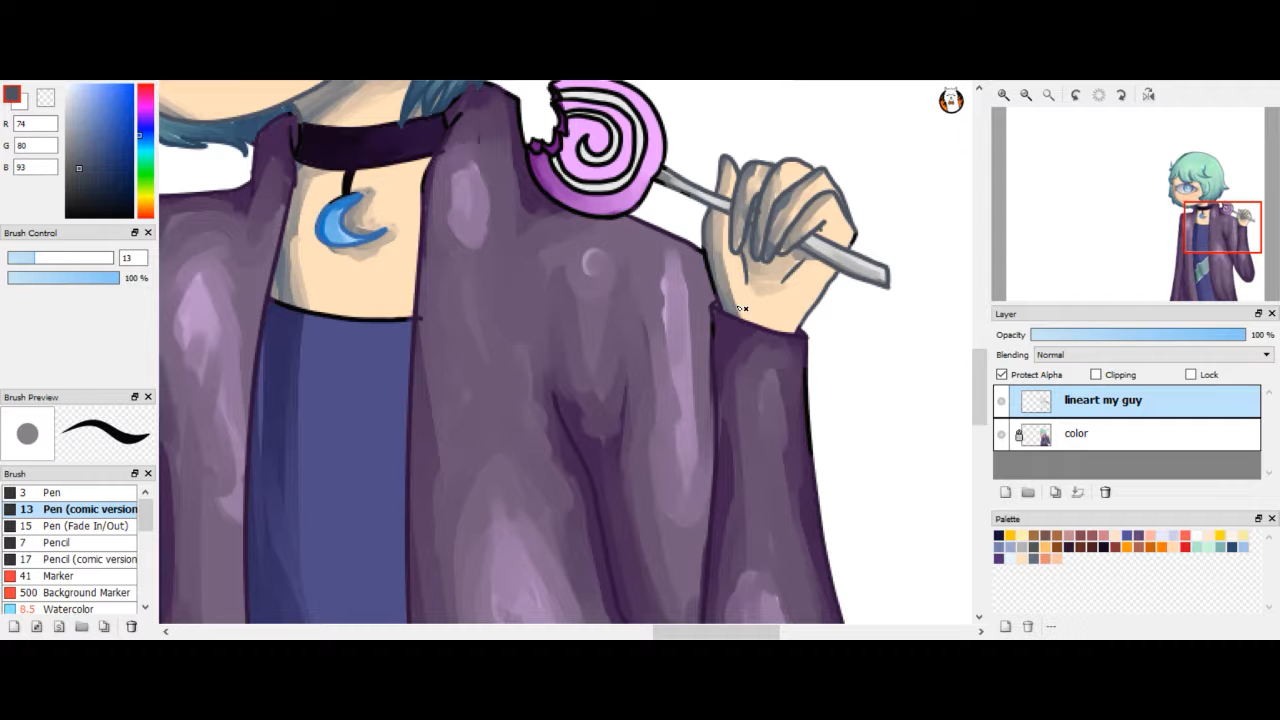 R 74
G 80
B 93
Brush Control
13
100 %
Brush Preview
Brush
3 Pen
13 Pen (comic version
15 Pen (Fade In/Out)
7 Pencil
17 Pencil (comic version
41 Marker
500 Background Marker
8.5 Watercolor
Layer
Opacity 100 %
Blending Normal
Protect Alpha Clipping Lock
lineart my guy
color
Palette